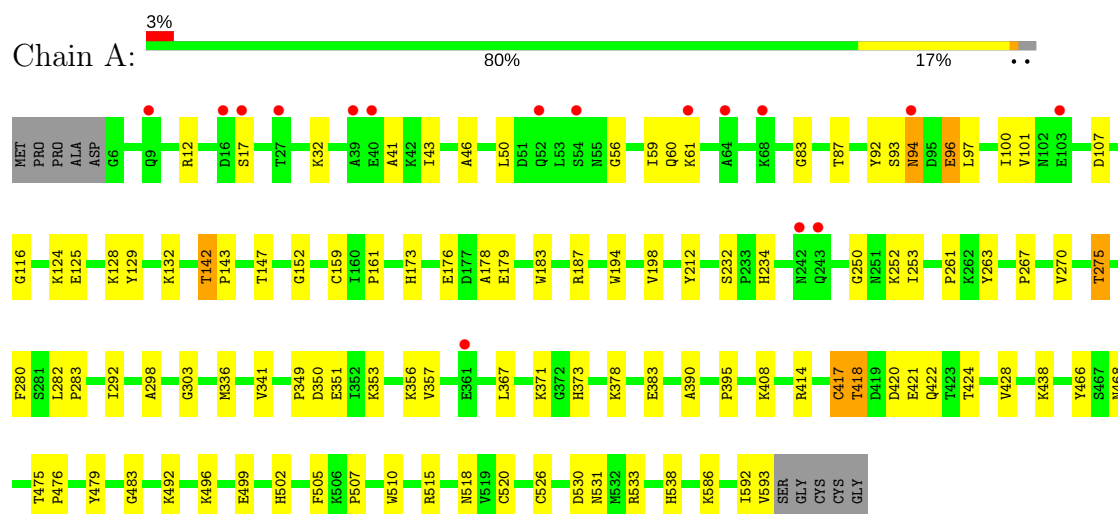 3%
Chain A:
80% 17% • •
MET PRO PRO ALA ASP G6 Q9 R12 D16 S17 T27 K32 A39 E40 A41 K42 I43 A46 L50 D51 Q52 L53 S54 N55 G56 I59 Q60 K61 A64 K68 G83 T87 Y92 S93 N94 D95 E96 L97 I100 V101 N102 E103 D107
G116 K124 E125 K128 Y129 K132 T142 P143 T147 G152 C159 I160 P161 H173 E176 D177 A178 E179 W183 R187 W194 V198 Y212 S232 P233 H234 N242 Q243 G250 N251 K252 I253 P261 K262 Y263 P267 V270 T275
F280 S281 L282 P283 I292 A298 G303 M336 V341 P349 D350 E351 I352 K353 K356 V357 E361 L367 K371 G372 H373 K378 E383 A390 P395 K408 R414 C417 T418 D419 D420 E421 Q422 T423 T424 V428 K438 Y466 S467 N468
T475 P476 Y479 G483 K492 K496 E499 H502 F505 K506 P507 W510 R515 N518 V519 C520 C526 D530 N531 M532 R533 H538 K586 I592 V593 SER GLY CYS CYS GLY